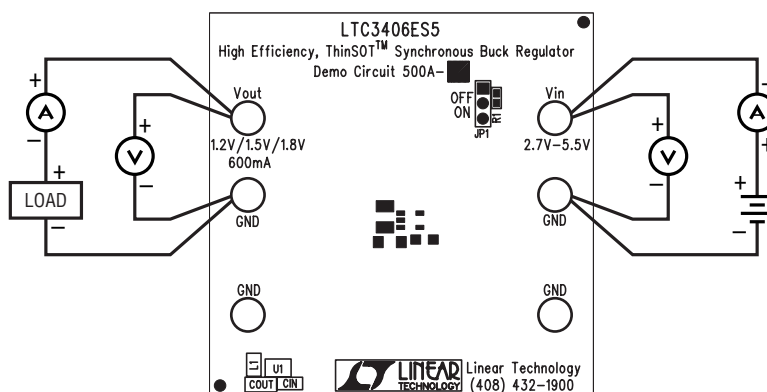 LTC3406ES5
High Efficiency, ThinSOT™ Synchronous Buck Regulator
Demo Circuit 500A-
Vout
OFF
ON
JP1
R1
Vin
1.2V/1.5V/1.8V
600mA
2.7V-5.5V
GND
GND
GND
GND
+
A
−
+
LOAD
−
+
V
−
+
V
−
−
A
+
+
−
L1
U1
COUT
CIN
LINEAR
TECHNOLOGY
Linear Technology
(408) 432-1900